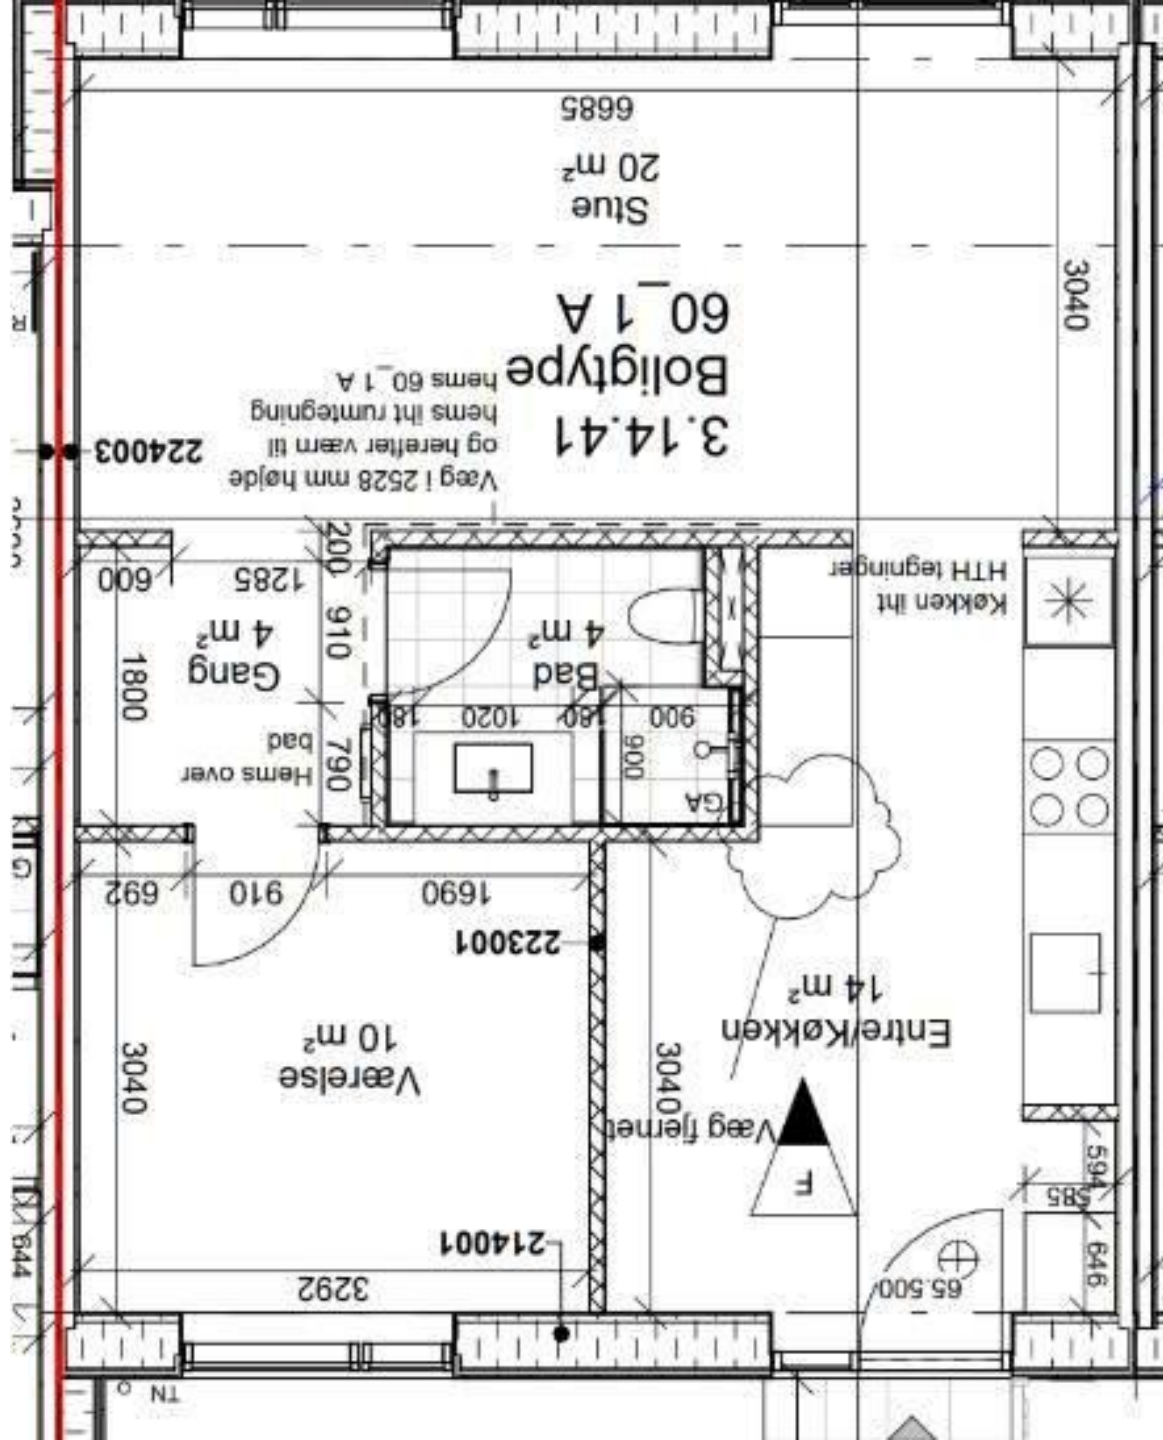 TN
65.500
646
585
594
3292
214001
F
Væg fjernet
3040
3040
Værelse
10 m²
Entre/Køkken
14 m²
223001
692
910
1690
GA
900
900
Hems over
bad
790
180
1020
180
1800
Gang
4 m²
Bad
4 m²
910
Køkken iht
HTH tegninger
600
1285
200
Væg i 2528 mm højde
og herefter værn til
hems iht rumtegning
hems 60_1 A
224003
3.14.41
Boligtype
60_1 A
3040
Stue
20 m²
6685
644